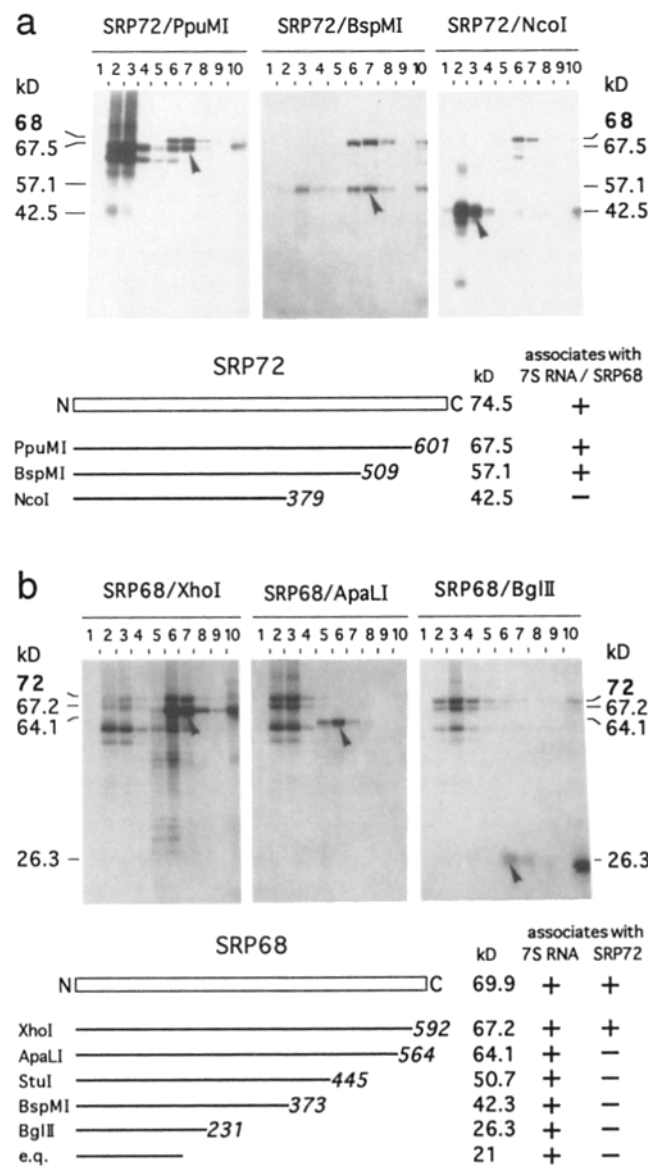 a
SRP72/PpuMI SRP72/BspMI SRP72/NcoI
1 2 3 4 5 6 7 8 9 10 1 2 3 4 5 6 7 8 9 10 1 2 3 4 5 6 7 8 9 10
kD kD
68 68
67.5 67.5
57.1 57.1
42.5 42.5
SRP72 associates with
kD 7S RNA / SRP68
N C 74.5 +
PpuMI 601 67.5 +
BspMI 509 57.1 +
NcoI 379 42.5 −
b
SRP68/XhoI SRP68/ApaLI SRP68/BglII
1 2 3 4 5 6 7 8 9 10 1 2 3 4 5 6 7 8 9 10 1 2 3 4 5 6 7 8 9 10
kD kD
72 72
67.2 67.2
64.1 64.1
26.3 26.3
SRP68 associates with
kD 7S RNA SRP72
N C 69.9 + +
XhoI 592 67.2 + +
ApaLI 564 64.1 + −
StuI 445 50.7 + −
BspMI 373 42.3 + −
BglII 231 26.3 + −
e.q. 21 + −